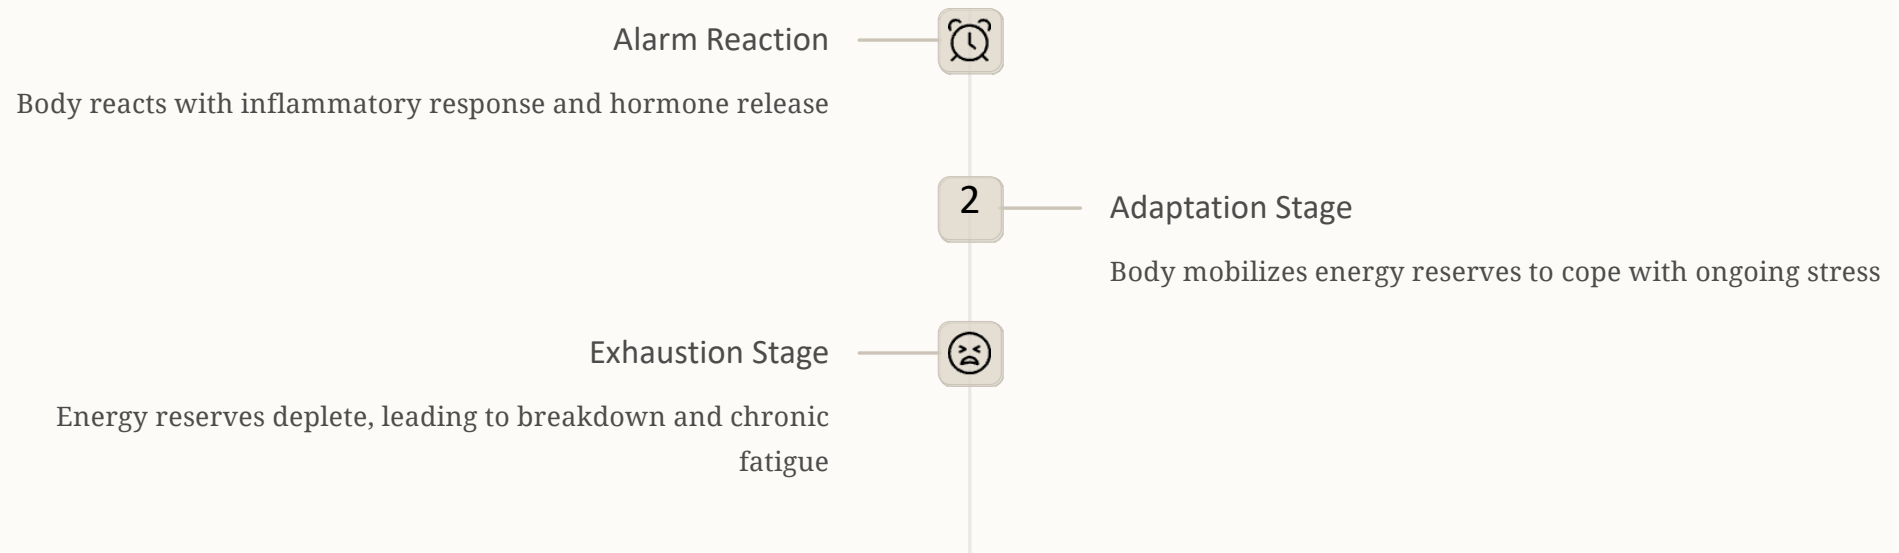 Alarm Reaction
Body reacts with inflammatory response and hormone release
2
Adaptation Stage
Body mobilizes energy reserves to cope with ongoing stress
Exhaustion Stage
Energy reserves deplete, leading to breakdown and chronic
fatigue